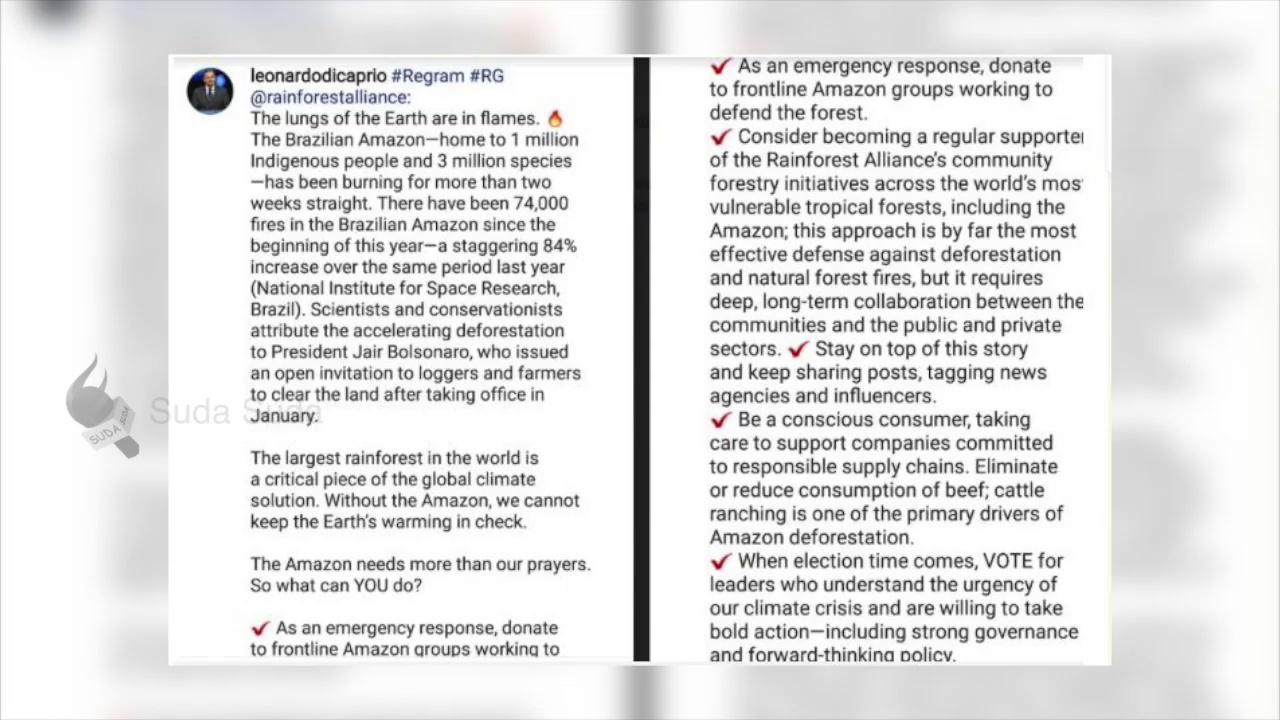 leonardodicaprio #Regram #RG
@rainforestalliance:
The lungs of the Earth are in flames. 🔥
The Brazilian Amazon—home to 1 million
Indigenous people and 3 million species
—has been burning for more than two
weeks straight. There have been 74,000
fires in the Brazilian Amazon since the
beginning of this year—a staggering 84%
increase over the same period last year
(National Institute for Space Research,
Brazil). Scientists and conservationists
attribute the accelerating deforestation
to President Jair Bolsonaro, who issued
an open invitation to loggers and farmers
to clear the land after taking office in
January.
The largest rainforest in the world is
a critical piece of the global climate
solution. Without the Amazon, we cannot
keep the Earth's warming in check.
The Amazon needs more than our prayers.
So what can YOU do?
✔ As an emergency response, donate
to frontline Amazon groups working to
✔ As an emergency response, donate
to frontline Amazon groups working to
defend the forest.
✔ Consider becoming a regular supporter
of the Rainforest Alliance's community
forestry initiatives across the world's mos
vulnerable tropical forests, including the
Amazon; this approach is by far the most
effective defense against deforestation
and natural forest fires, but it requires
deep, long-term collaboration between the
communities and the public and private
sectors. ✔ Stay on top of this story
and keep sharing posts, tagging news
agencies and influencers.
✔ Be a conscious consumer, taking
care to support companies committed
to responsible supply chains. Eliminate
or reduce consumption of beef; cattle
ranching is one of the primary drivers of
Amazon deforestation.
✔ When election time comes, VOTE for
leaders who understand the urgency of
our climate crisis and are willing to take
bold action—including strong governance
and forward-thinking policy.
Suda Suda
SUDA SUDA